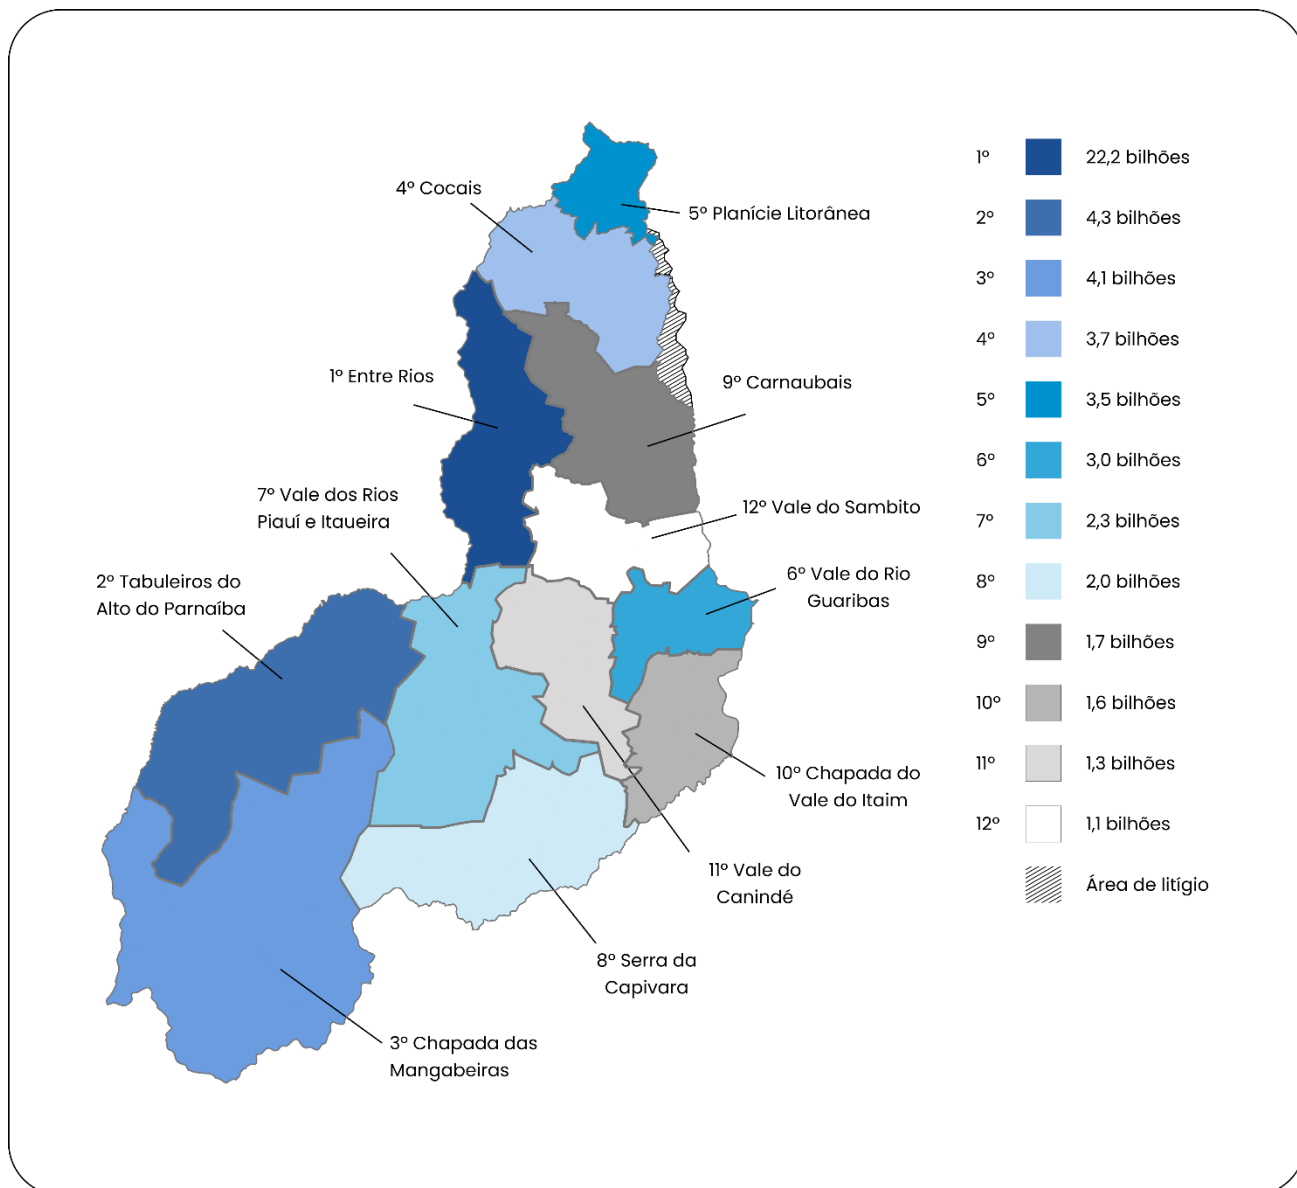 4º Cocais
5º Planície Litorânea
1º Entre Rios
9º Carnaubais
7º Vale dos Rios
Piauí e Itaueira
12º Vale do Sambito
2º Tabuleiros do
Alto do Parnaíba
6º Vale do Rio
Guaribas
10º Chapada do
Vale do Itaim
11º Vale do
Canindé
8º Serra da
Capivara
3º Chapada das
Mangabeiras
1º 22,2 bilhões
2º 4,3 bilhões
3º 4,1 bilhões
4º 3,7 bilhões
5º 3,5 bilhões
6º 3,0 bilhões
7º 2,3 bilhões
8º 2,0 bilhões
9º 1,7 bilhões
10º 1,6 bilhões
11º 1,3 bilhões
12º 1,1 bilhões
Área de litígio